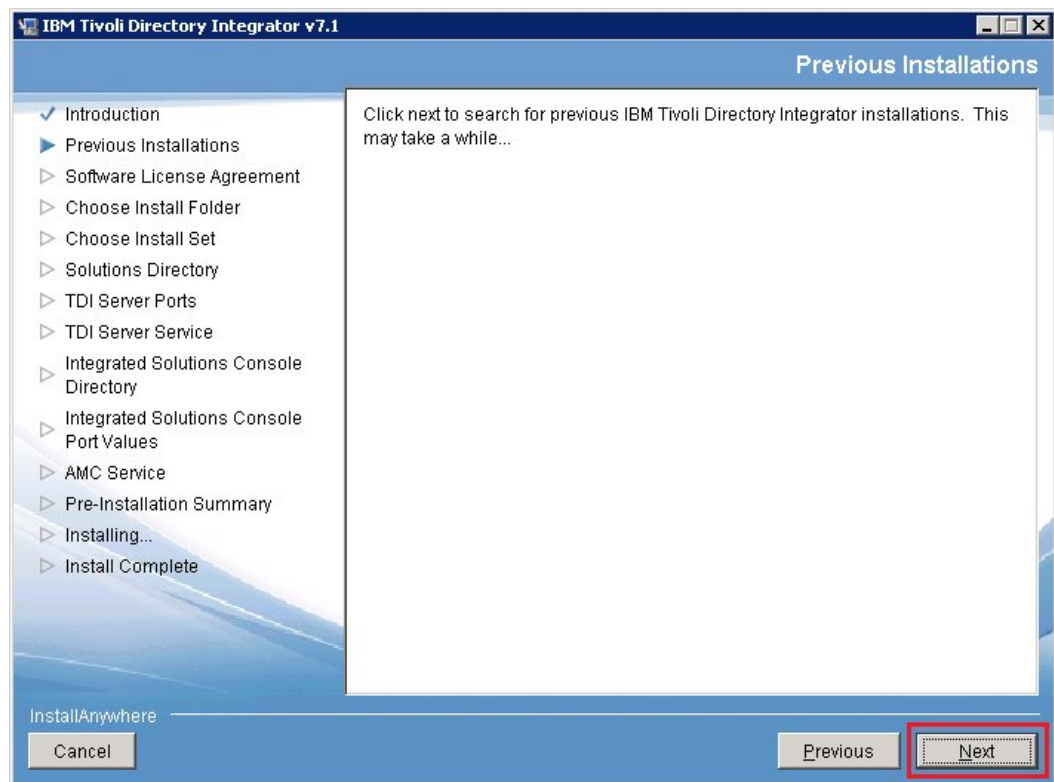 IBM Tivoli Directory Integrator v7.1
Previous Installations
Introduction
Previous Installations
Software License Agreement
Choose Install Folder
Choose Install Set
Solutions Directory
TDI Server Ports
TDI Server Service
Integrated Solutions Console
Directory
Integrated Solutions Console
Port Values
AMC Service
Pre-Installation Summary
Installing...
Install Complete
Click next to search for previous IBM Tivoli Directory Integrator installations. This
may take a while...
InstallAnywhere
Cancel
Previous
Next